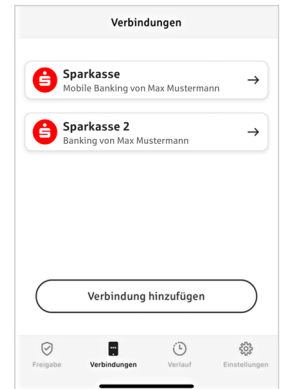 Verbindungen
Sparkasse
Mobile Banking von Max Mustermann
Sparkasse 2
Banking von Max Mustermann
Verbindung hinzufügen
Freigabe Verbindungen Verlauf Einstellungen